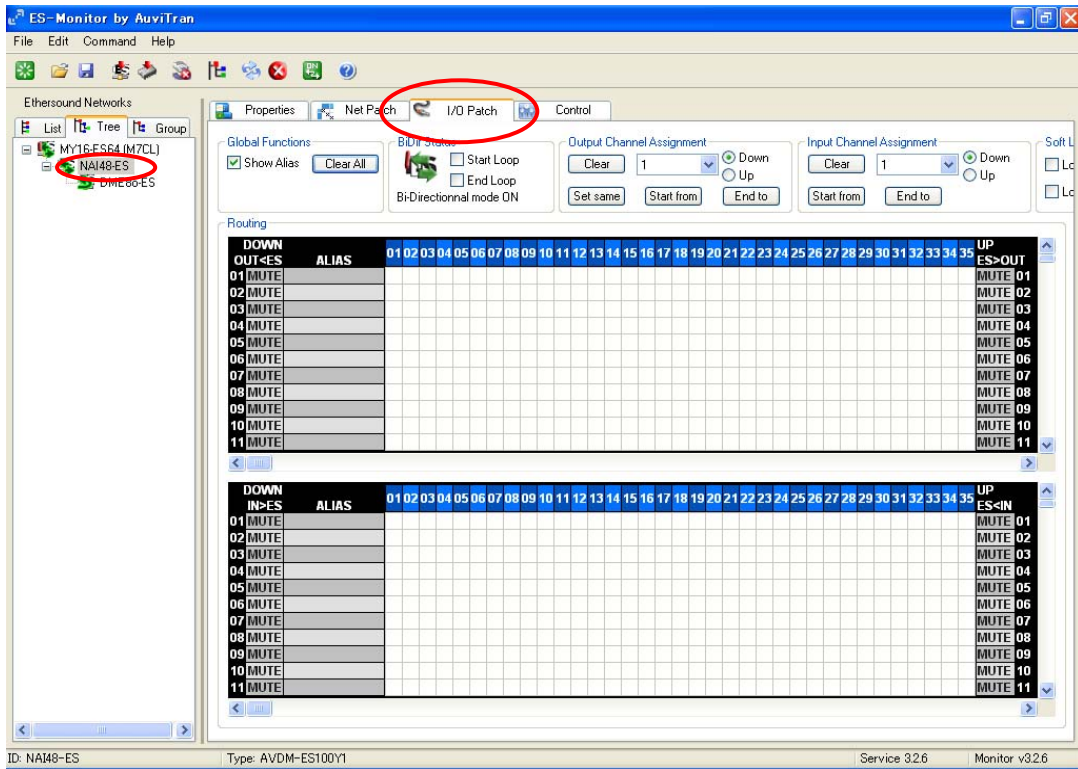 ES-Monitor by AuviTran
File Edit Command Help
Ethersound Networks
List Tree Group
MY16-ES64 (M7CL)
NAI48-ES
DME80-ES
Properties Net Patch I/O Patch Control
Global Functions
Show Alias Clear All
BiDir Status
Start Loop
End Loop
Bi-Directionnal mode ON
Output Channel Assignment
Clear 1 Down
Up
Set same Start from End to
Input Channel Assignment
Clear 1 Down
Up
Start from End to
Soft L
Lo
Lo
Routing
DOWN UP
OUT<ES ALIAS 01 02 03 04 05 06 07 08 09 10 11 12 13 14 15 16 17 18 19 20 21 22 23 24 25 26 27 28 29 30 31 32 33 34 35 ES>OUT
01 MUTE MUTE 01
02 MUTE MUTE 02
03 MUTE MUTE 03
04 MUTE MUTE 04
05 MUTE MUTE 05
06 MUTE MUTE 06
07 MUTE MUTE 07
08 MUTE MUTE 08
09 MUTE MUTE 09
10 MUTE MUTE 10
11 MUTE MUTE 11
DOWN UP
IN>ES ALIAS 01 02 03 04 05 06 07 08 09 10 11 12 13 14 15 16 17 18 19 20 21 22 23 24 25 26 27 28 29 30 31 32 33 34 35 ES<IN
01 MUTE MUTE 01
02 MUTE MUTE 02
03 MUTE MUTE 03
04 MUTE MUTE 04
05 MUTE MUTE 05
06 MUTE MUTE 06
07 MUTE MUTE 07
08 MUTE MUTE 08
09 MUTE MUTE 09
10 MUTE MUTE 10
11 MUTE MUTE 11
ID: NAI48-ES Type: AVDM-ES100Y1 Service 3.2.6 Monitor v3.2.6